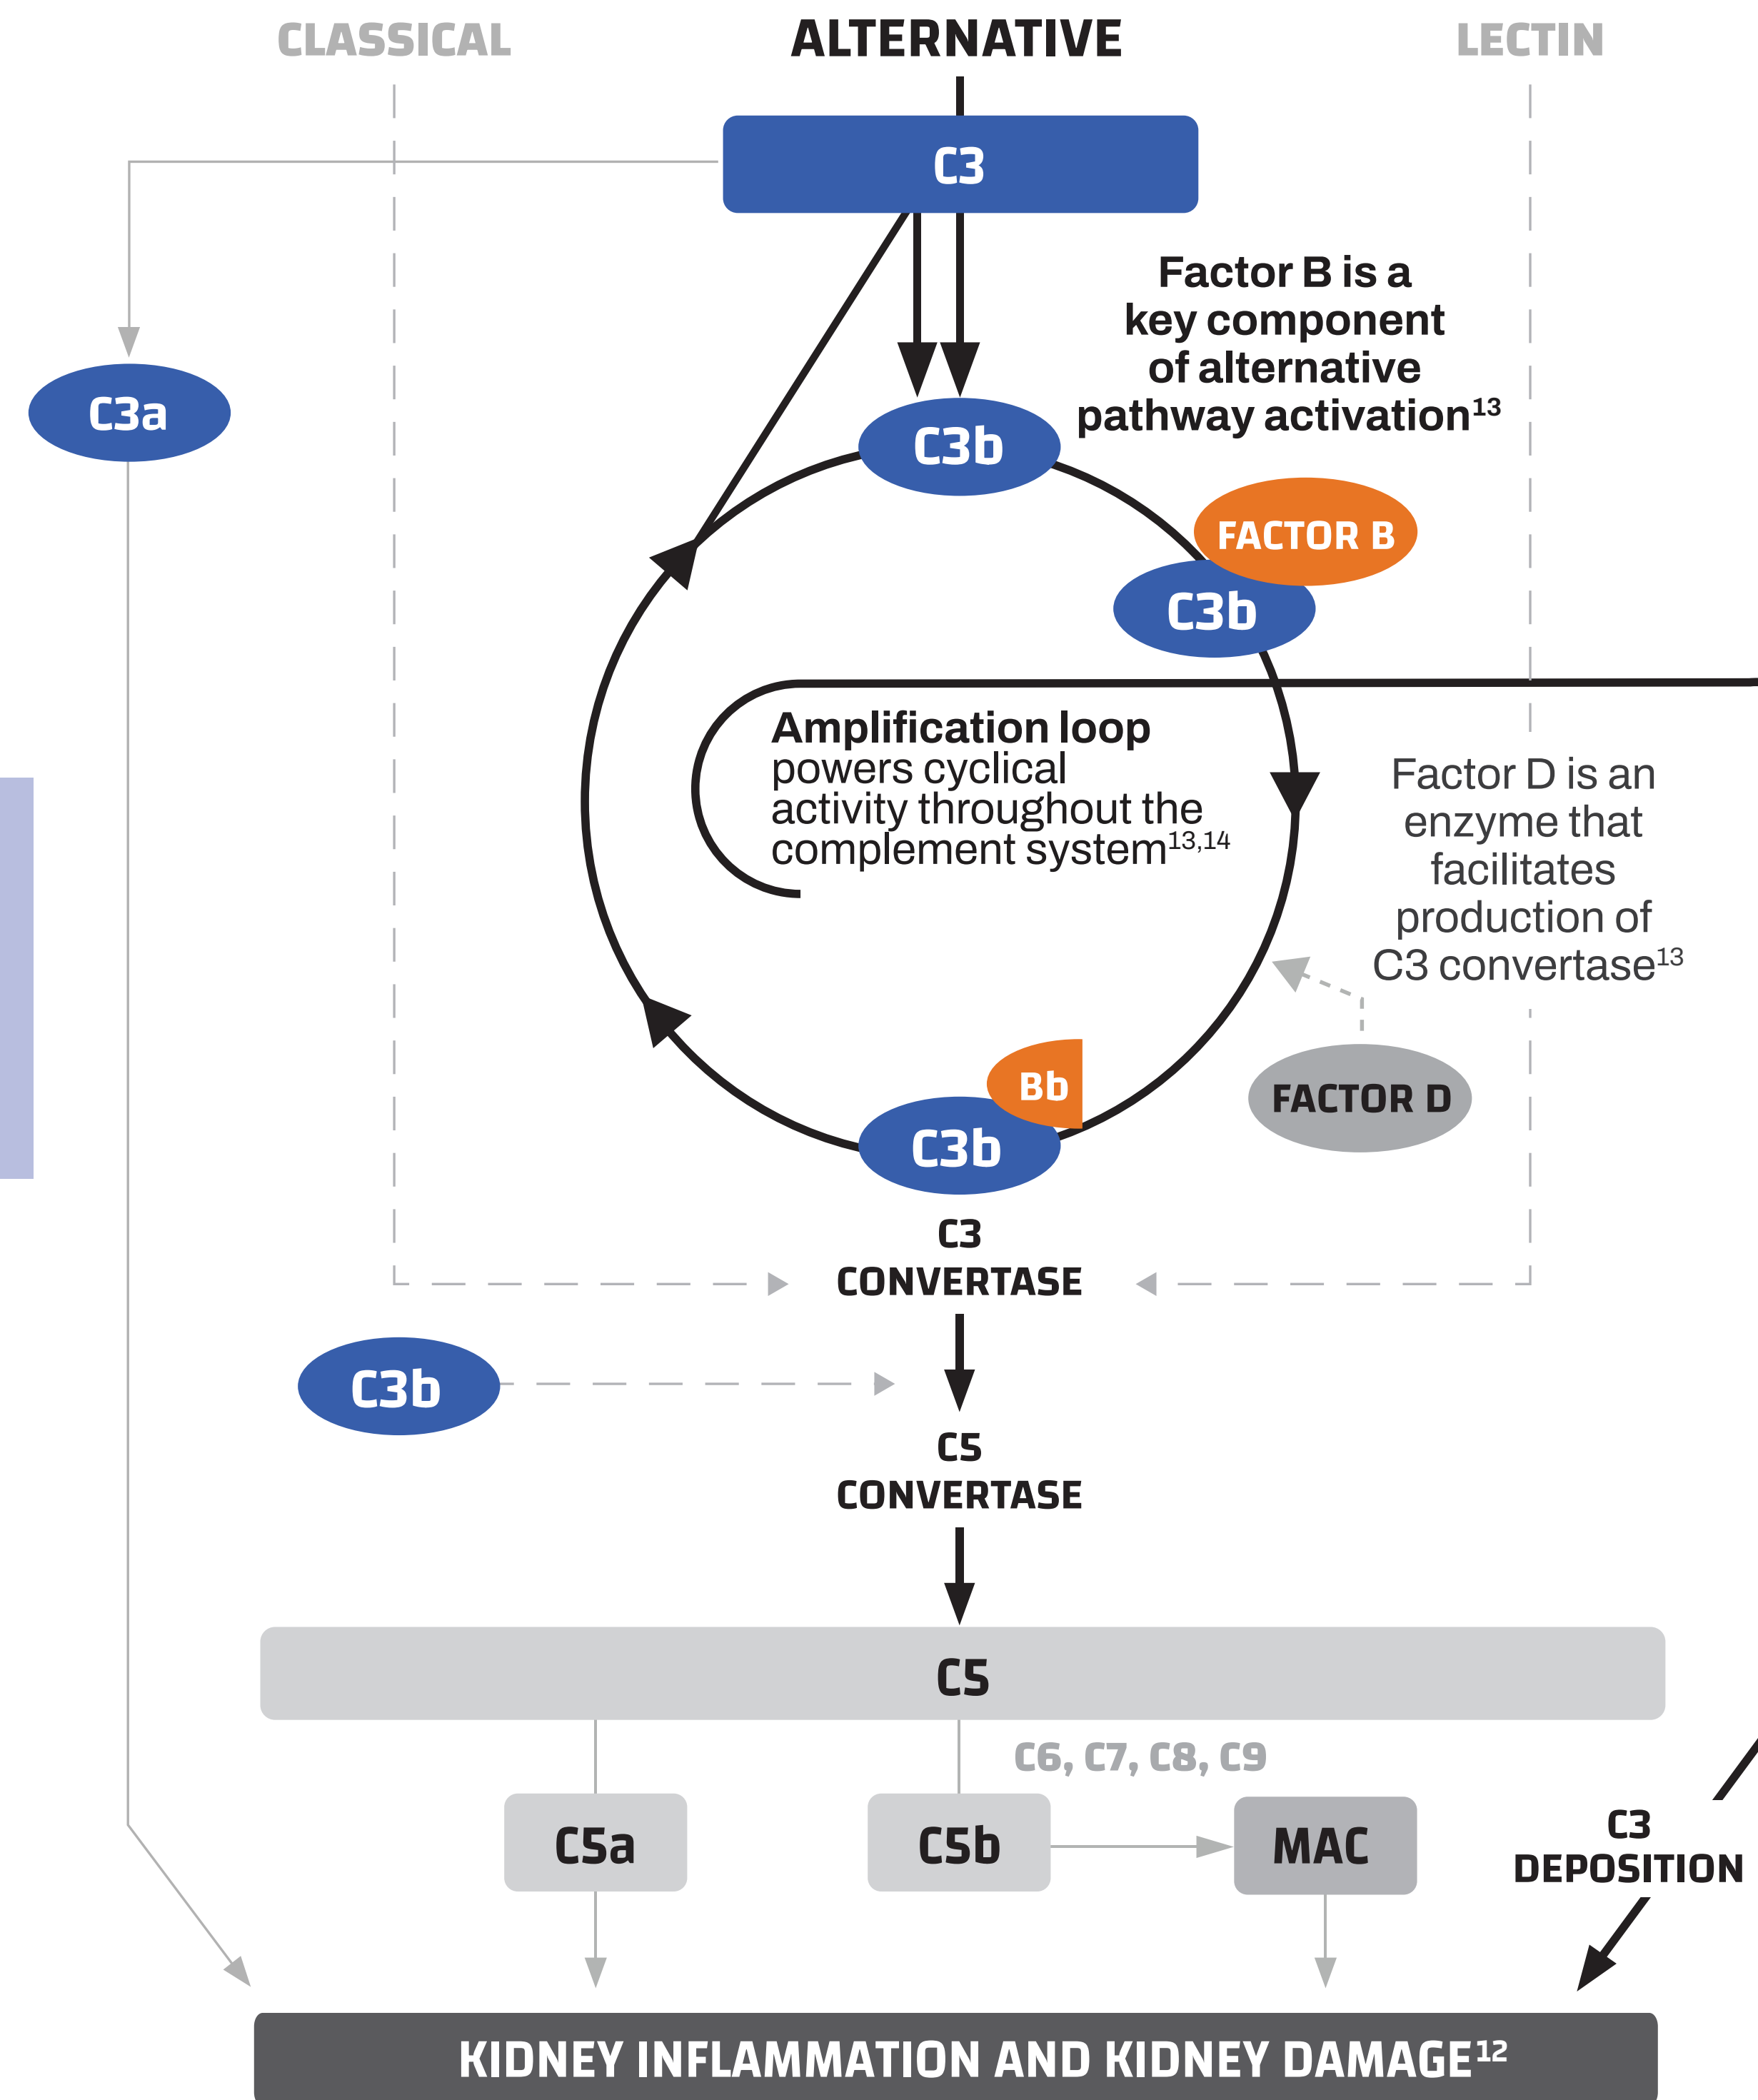 CLASSICAL
ALTERNATIVE
LECTIN
C3
Factor B is a
key component
of alternative
pathway activation¹³
C3a
C3b
FACTOR B
C3b
Amplification loop
powers cyclical
activity throughout the
complement system¹³,¹⁴
Factor D is an
enzyme that
facilitates
production of
C3 convertase¹³
Bb
FACTOR D
C3b
C3
CONVERTASE
C3b
C5
CONVERTASE
C5
C6, C7, C8, C9
C5a
C5b
MAC
C3
DEPOSITION
KIDNEY INFLAMMATION AND KIDNEY DAMAGE¹²